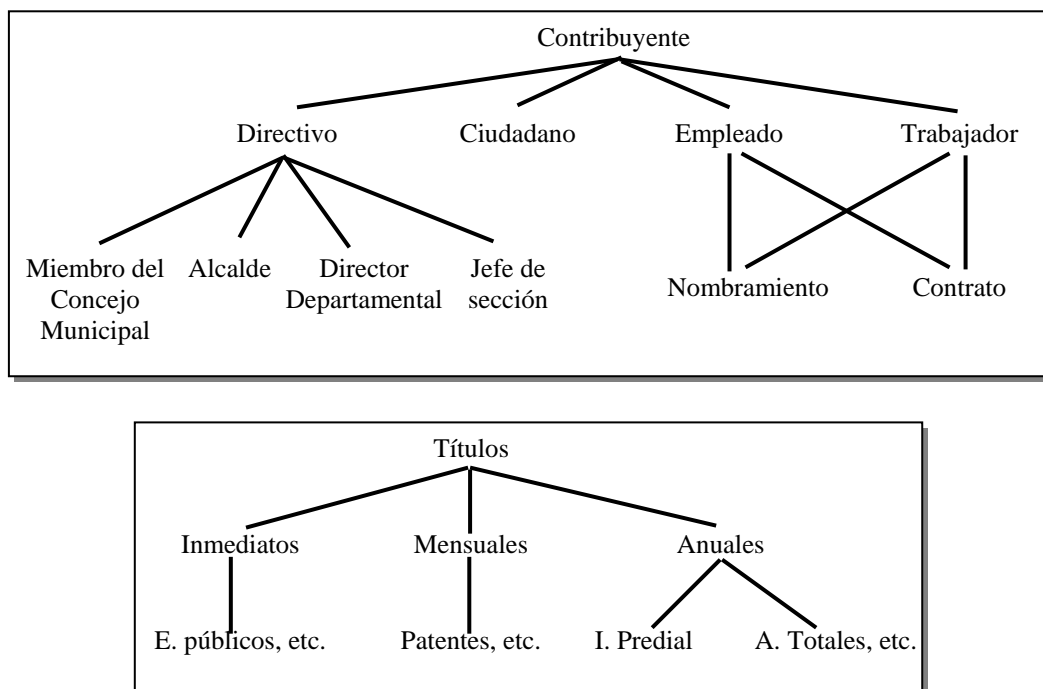 Contribuyente
Directivo
Ciudadano
Empleado
Trabajador
Miembro del
Concejo
Municipal
Alcalde
Director
Departamental
Jefe de
sección
Nombramiento
Contrato
Títulos
Inmediatos
Mensuales
Anuales
E. públicos, etc.
Patentes, etc.
I. Predial
A. Totales, etc.